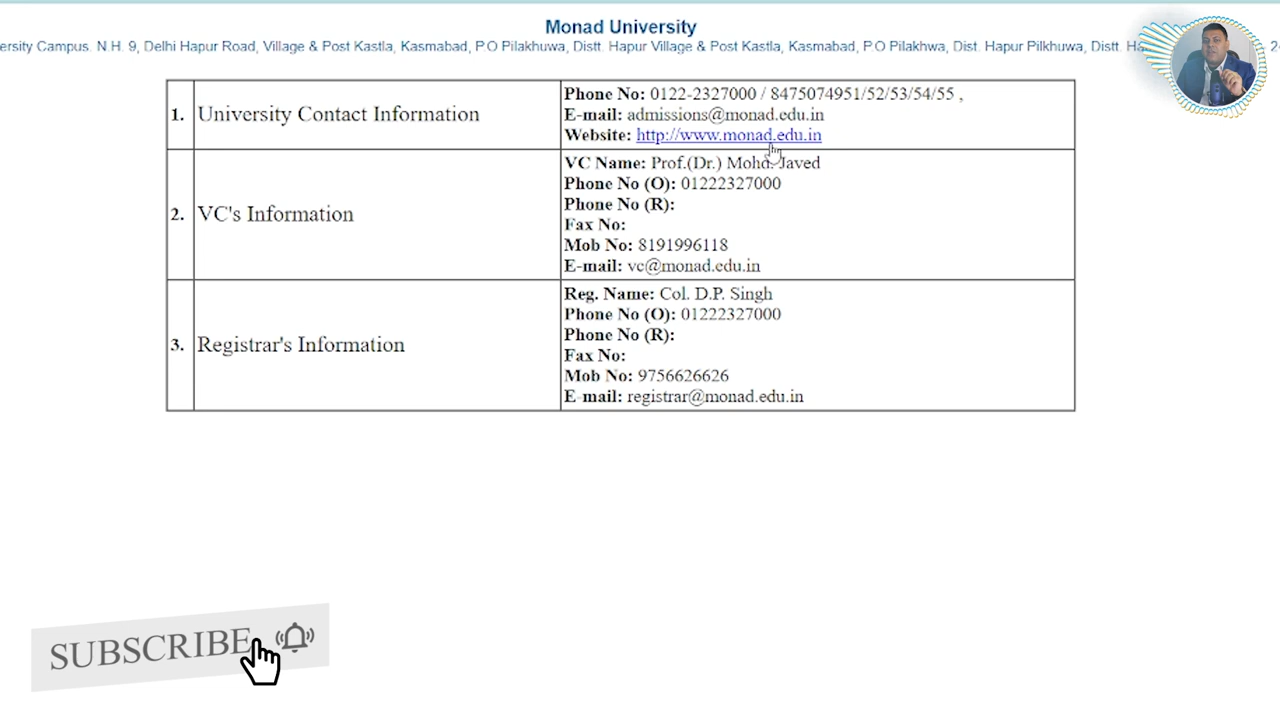 Monad University
ersity Campus. N.H. 9, Delhi Hapur Road, Village & Post Kastla, Kasmabad, P.O Pilakhuwa, Distt. Hapur Village & Post Kastla, Kasmabad, P.O Pilakhwa, Dist. Hapur Pilkhuwa, Distt. Ha
1. University Contact Information
Phone No: 0122-2327000 / 8475074951/52/53/54/55 ,
E-mail: admissions@monad.edu.in
Website: http://www.monad.edu.in
2. VC's Information
VC Name: Prof.(Dr.) Mohd. Javed
Phone No (O): 01222327000
Phone No (R):
Fax No:
Mob No: 8191996118
E-mail: vc@monad.edu.in
3. Registrar's Information
Reg. Name: Col. D.P. Singh
Phone No (O): 01222327000
Phone No (R):
Fax No:
Mob No: 9756626626
E-mail: registrar@monad.edu.in
SUBSCRIBE